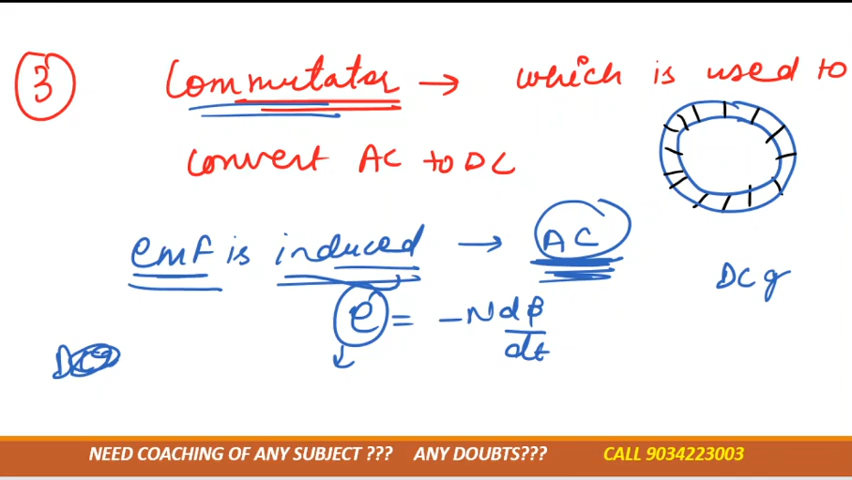 3 Commutator → which is used to
convert AC to DC
emf is induced → AC
DC g
e = -N dβ/dt
NEED COACHING OF ANY SUBJECT ??? ANY DOUBTS??? CALL 9034223003